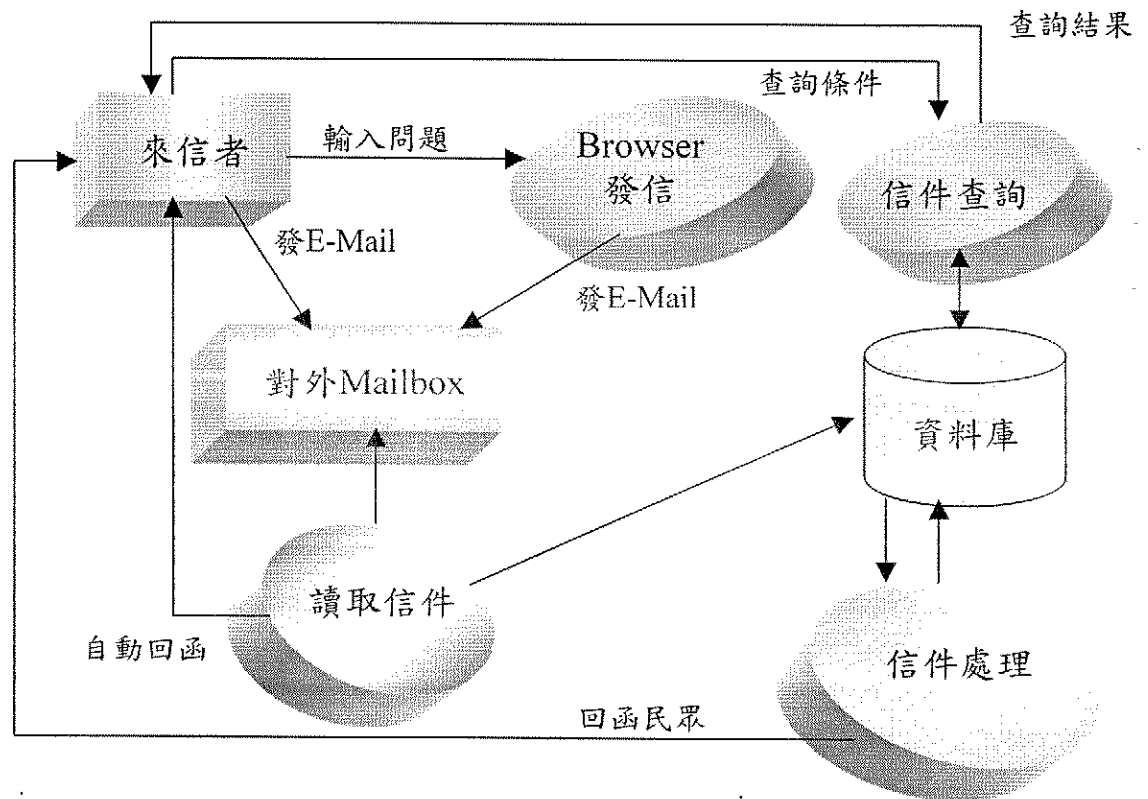 查詢結果
查詢條件
來信者
輸入問題
Browser
發信
信件查詢
發E-Mail
發E-Mail
對外Mailbox
資料庫
讀取信件
自動回函
信件處理
回函民眾